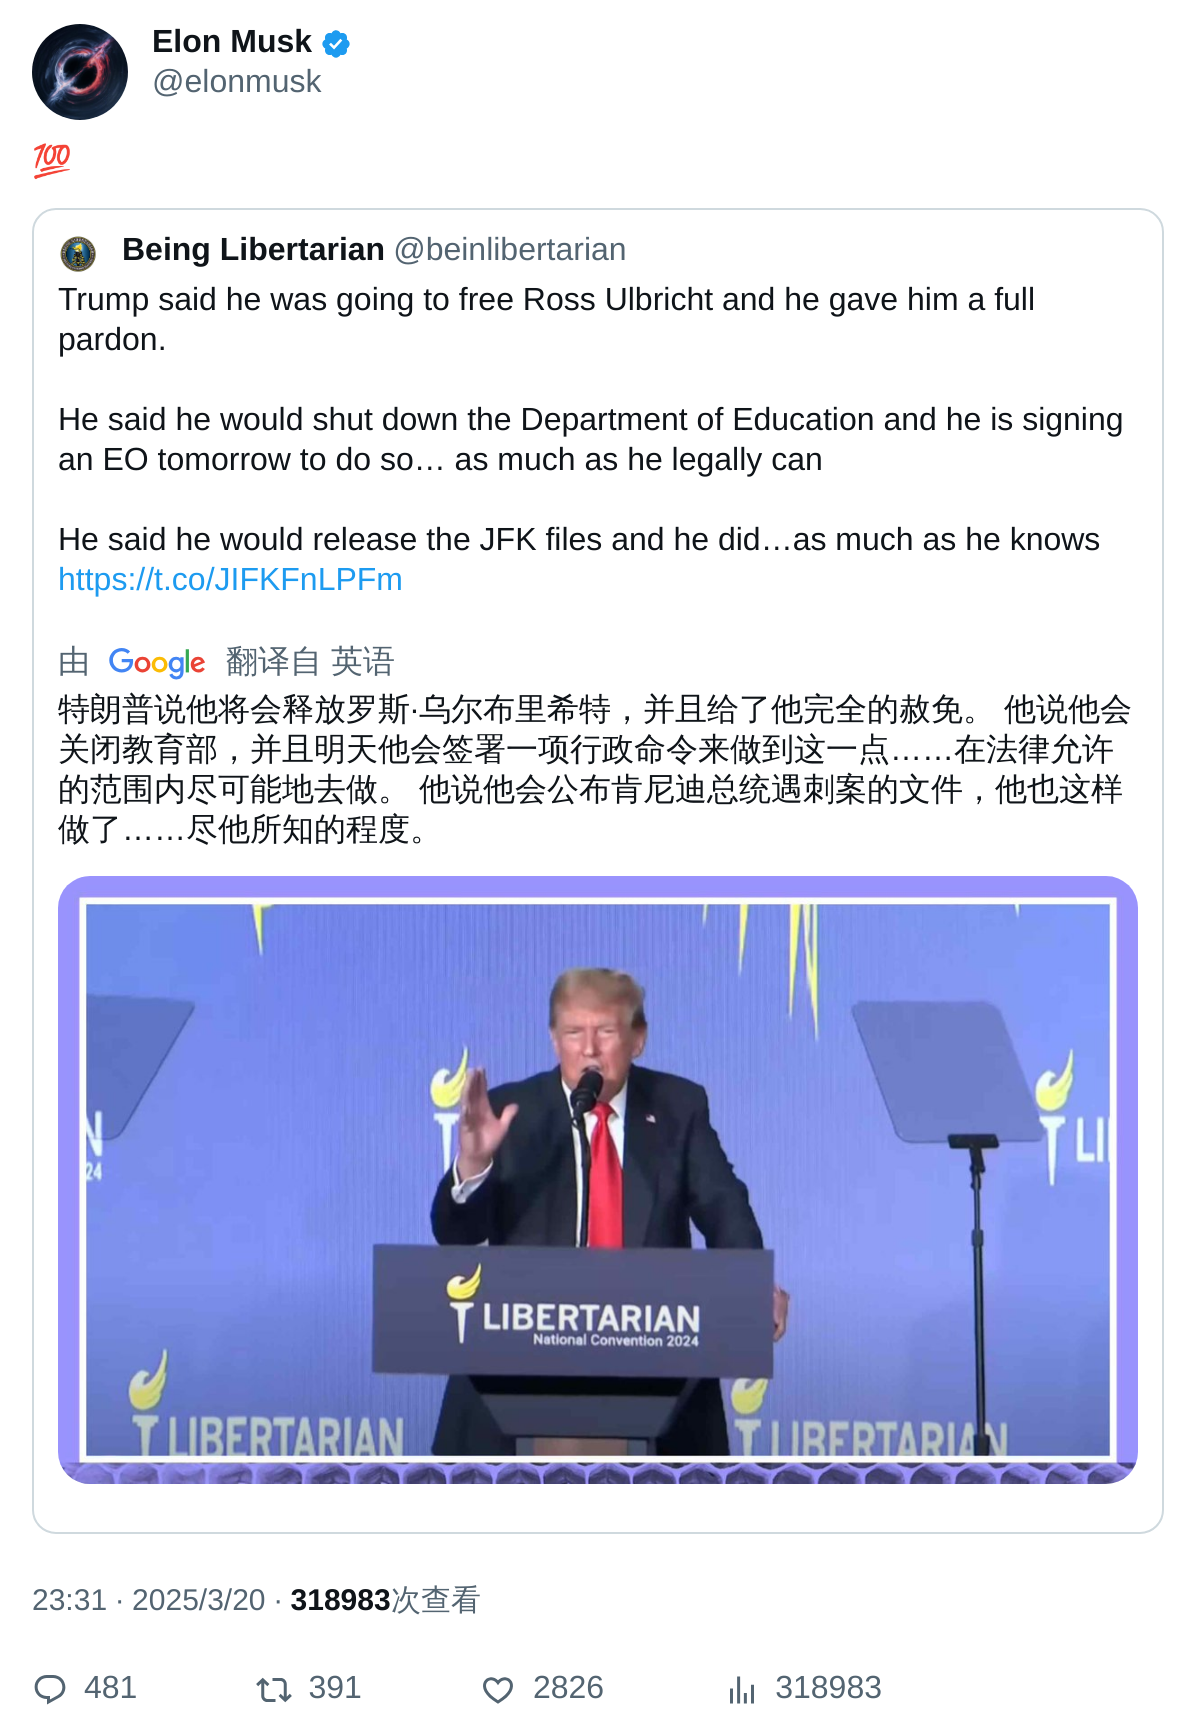 Elon Musk
@elonmusk
💯
Being Libertarian @beinlibertarian
Trump said he was going to free Ross Ulbricht and he gave him a full
pardon.
He said he would shut down the Department of Education and he is signing
an EO tomorrow to do so… as much as he legally can
He said he would release the JFK files and he did…as much as he knows
https://t.co/JIFKFnLPFm
由 Google 翻译自 英语
特朗普说他将会释放罗斯·乌尔布里希特，并且给了他完全的赦免。 他说他会
关闭教育部，并且明天他会签署一项行政命令来做到这一点……在法律允许
的范围内尽可能地去做。 他说他会公布肯尼迪总统遇刺案的文件，他也这样
做了……尽他所知的程度。
N
24
LI
LIBERTARIAN
National Convention 2024
LIBERTARIAN
LIBERTARIAN
23:31 · 2025/3/20 · 318983次查看
481 391 2826 318983